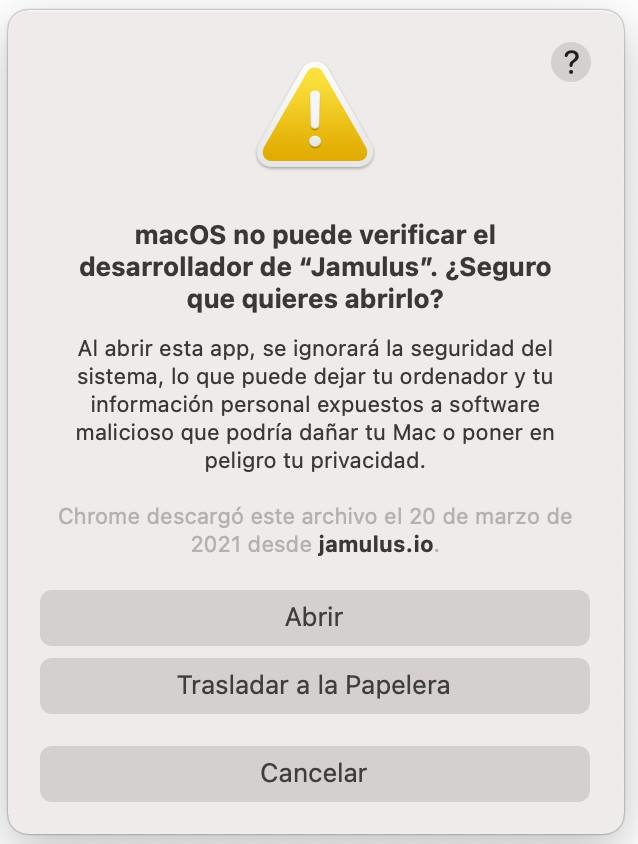 ?
macOS no puede verificar el
desarrollador de “Jamulus”. ¿Seguro
que quieres abrirlo?
Al abrir esta app, se ignorará la seguridad del
sistema, lo que puede dejar tu ordenador y tu
información personal expuestos a software
malicioso que podría dañar tu Mac o poner en
peligro tu privacidad.
Chrome descargó este archivo el 20 de marzo de
2021 desde jamulus.io.
Abrir
Trasladar a la Papelera
Cancelar